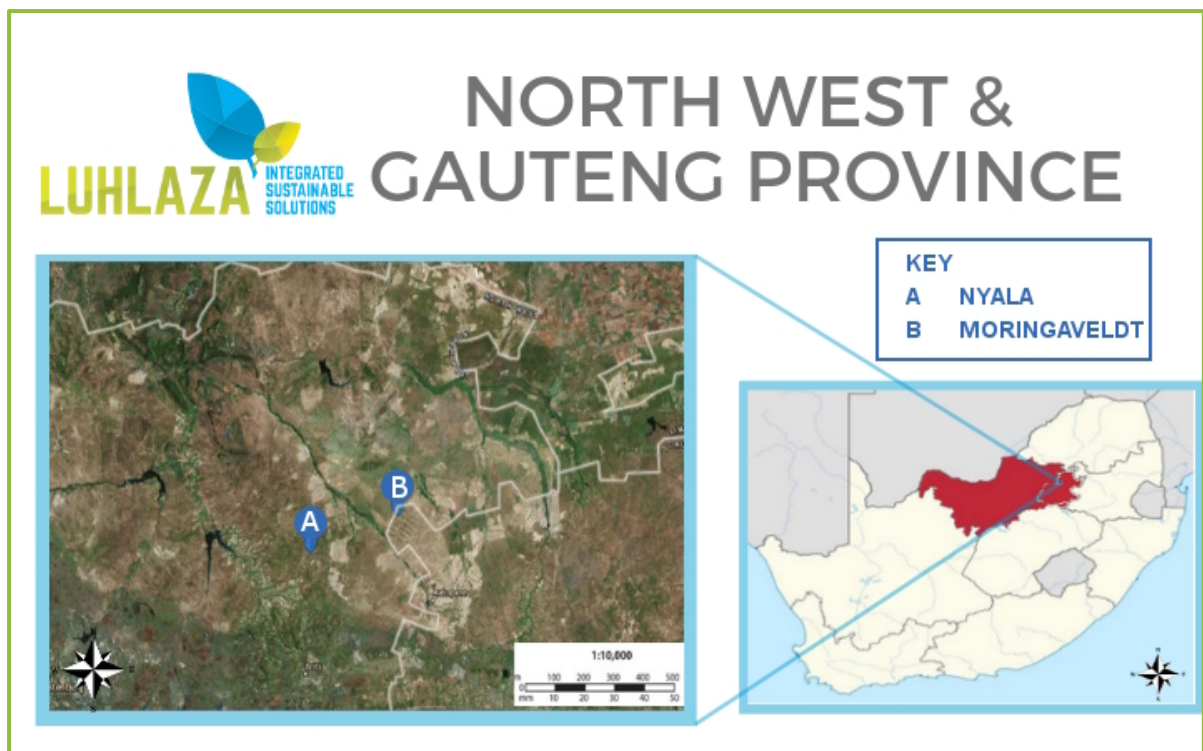 NORTH WEST &
GAUTENG PROVINCE
LUHLAZA
INTEGRATED
SUSTAINABLE
SOLUTIONS
KEY
A NYALA
B MORINGAVELDT
B
A
N
S
1:10,000
m 100 200 300 400 500
0
mm 10 20 30 40 50
N
W E
S